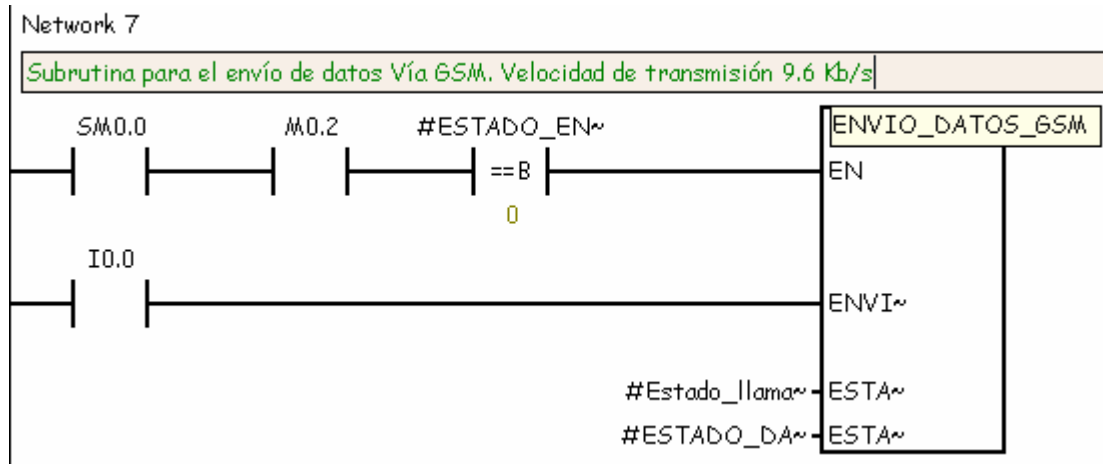 Network 7
Subrutina para el envío de datos Vía GSM. Velocidad de transmisión 9.6 Kb/s
SM0.0 M0.2 #ESTADO_EN~ ENVIO_DATOS_GSM
==B EN
0
I0.0
ENVI~
#Estado_llama~ ESTA~
#ESTADO_DA~ ESTA~